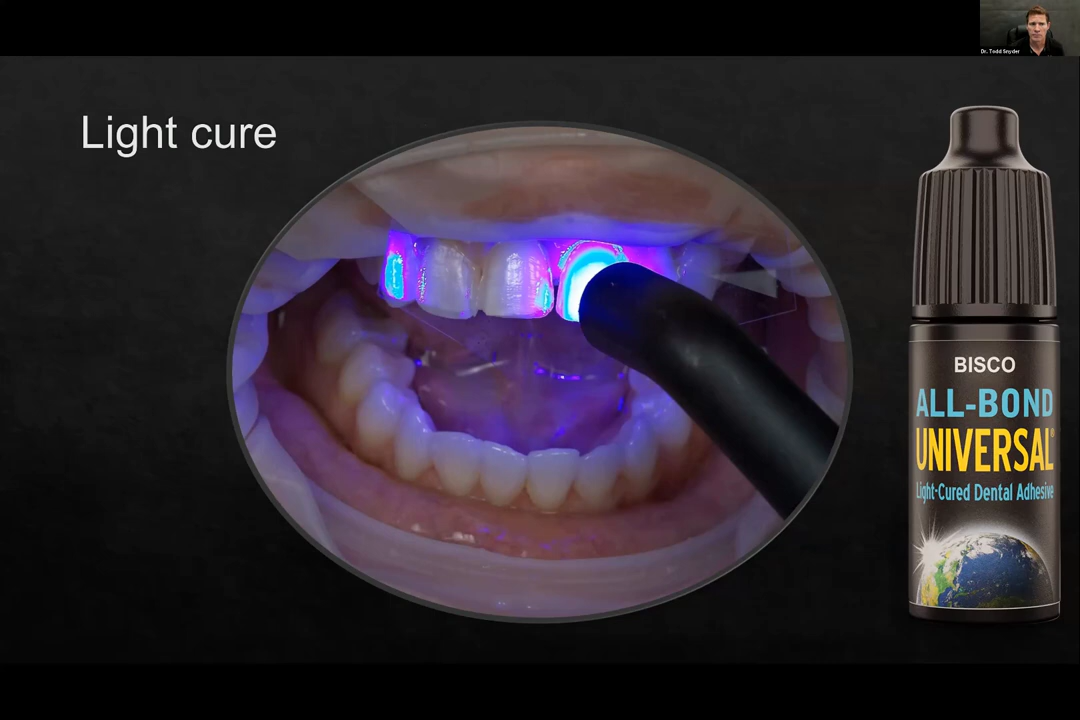 Dr. Todd Snyder
Light cure
BISCO
ALL-BOND
UNIVERSAL®
Light-Cured Dental Adhesive